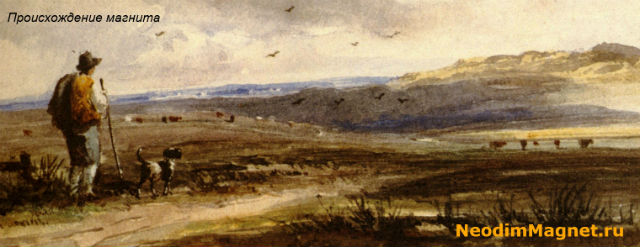 Происхождение магнита
NeodimMagnet.ru